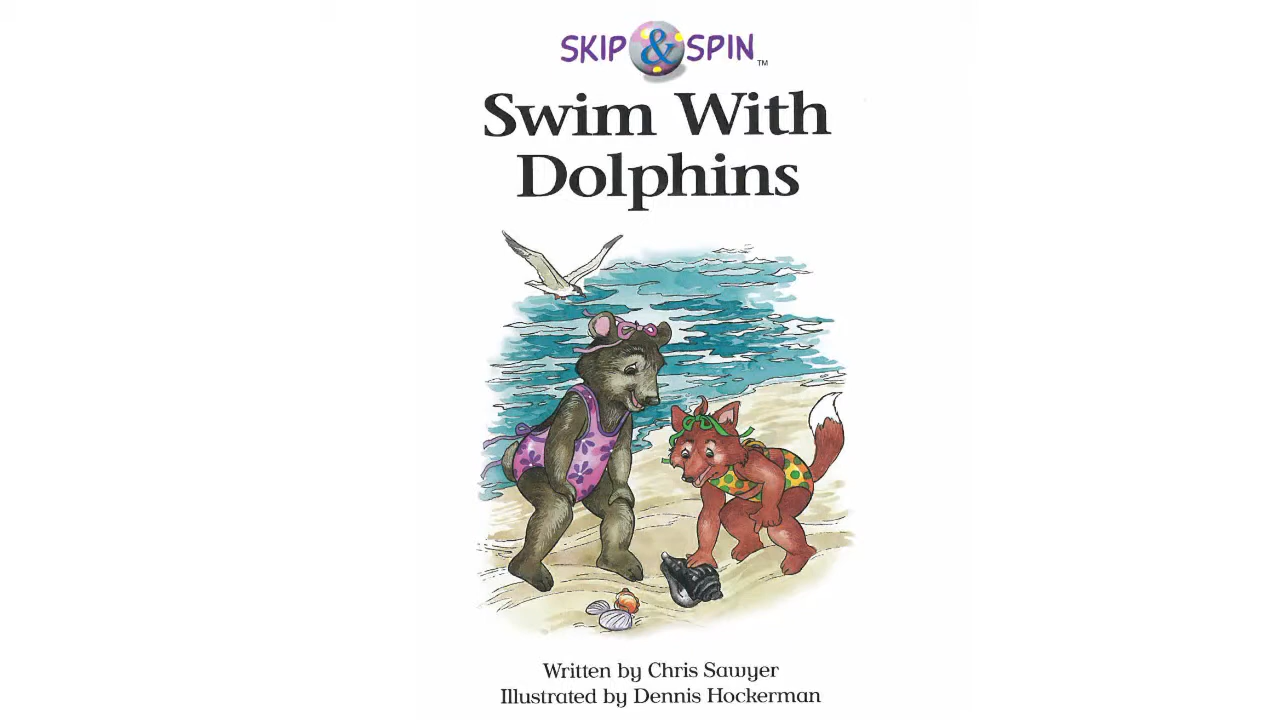 SKIP & SPIN™
Swim With
Dolphins
Written by Chris Sawyer
Illustrated by Dennis Hockerman